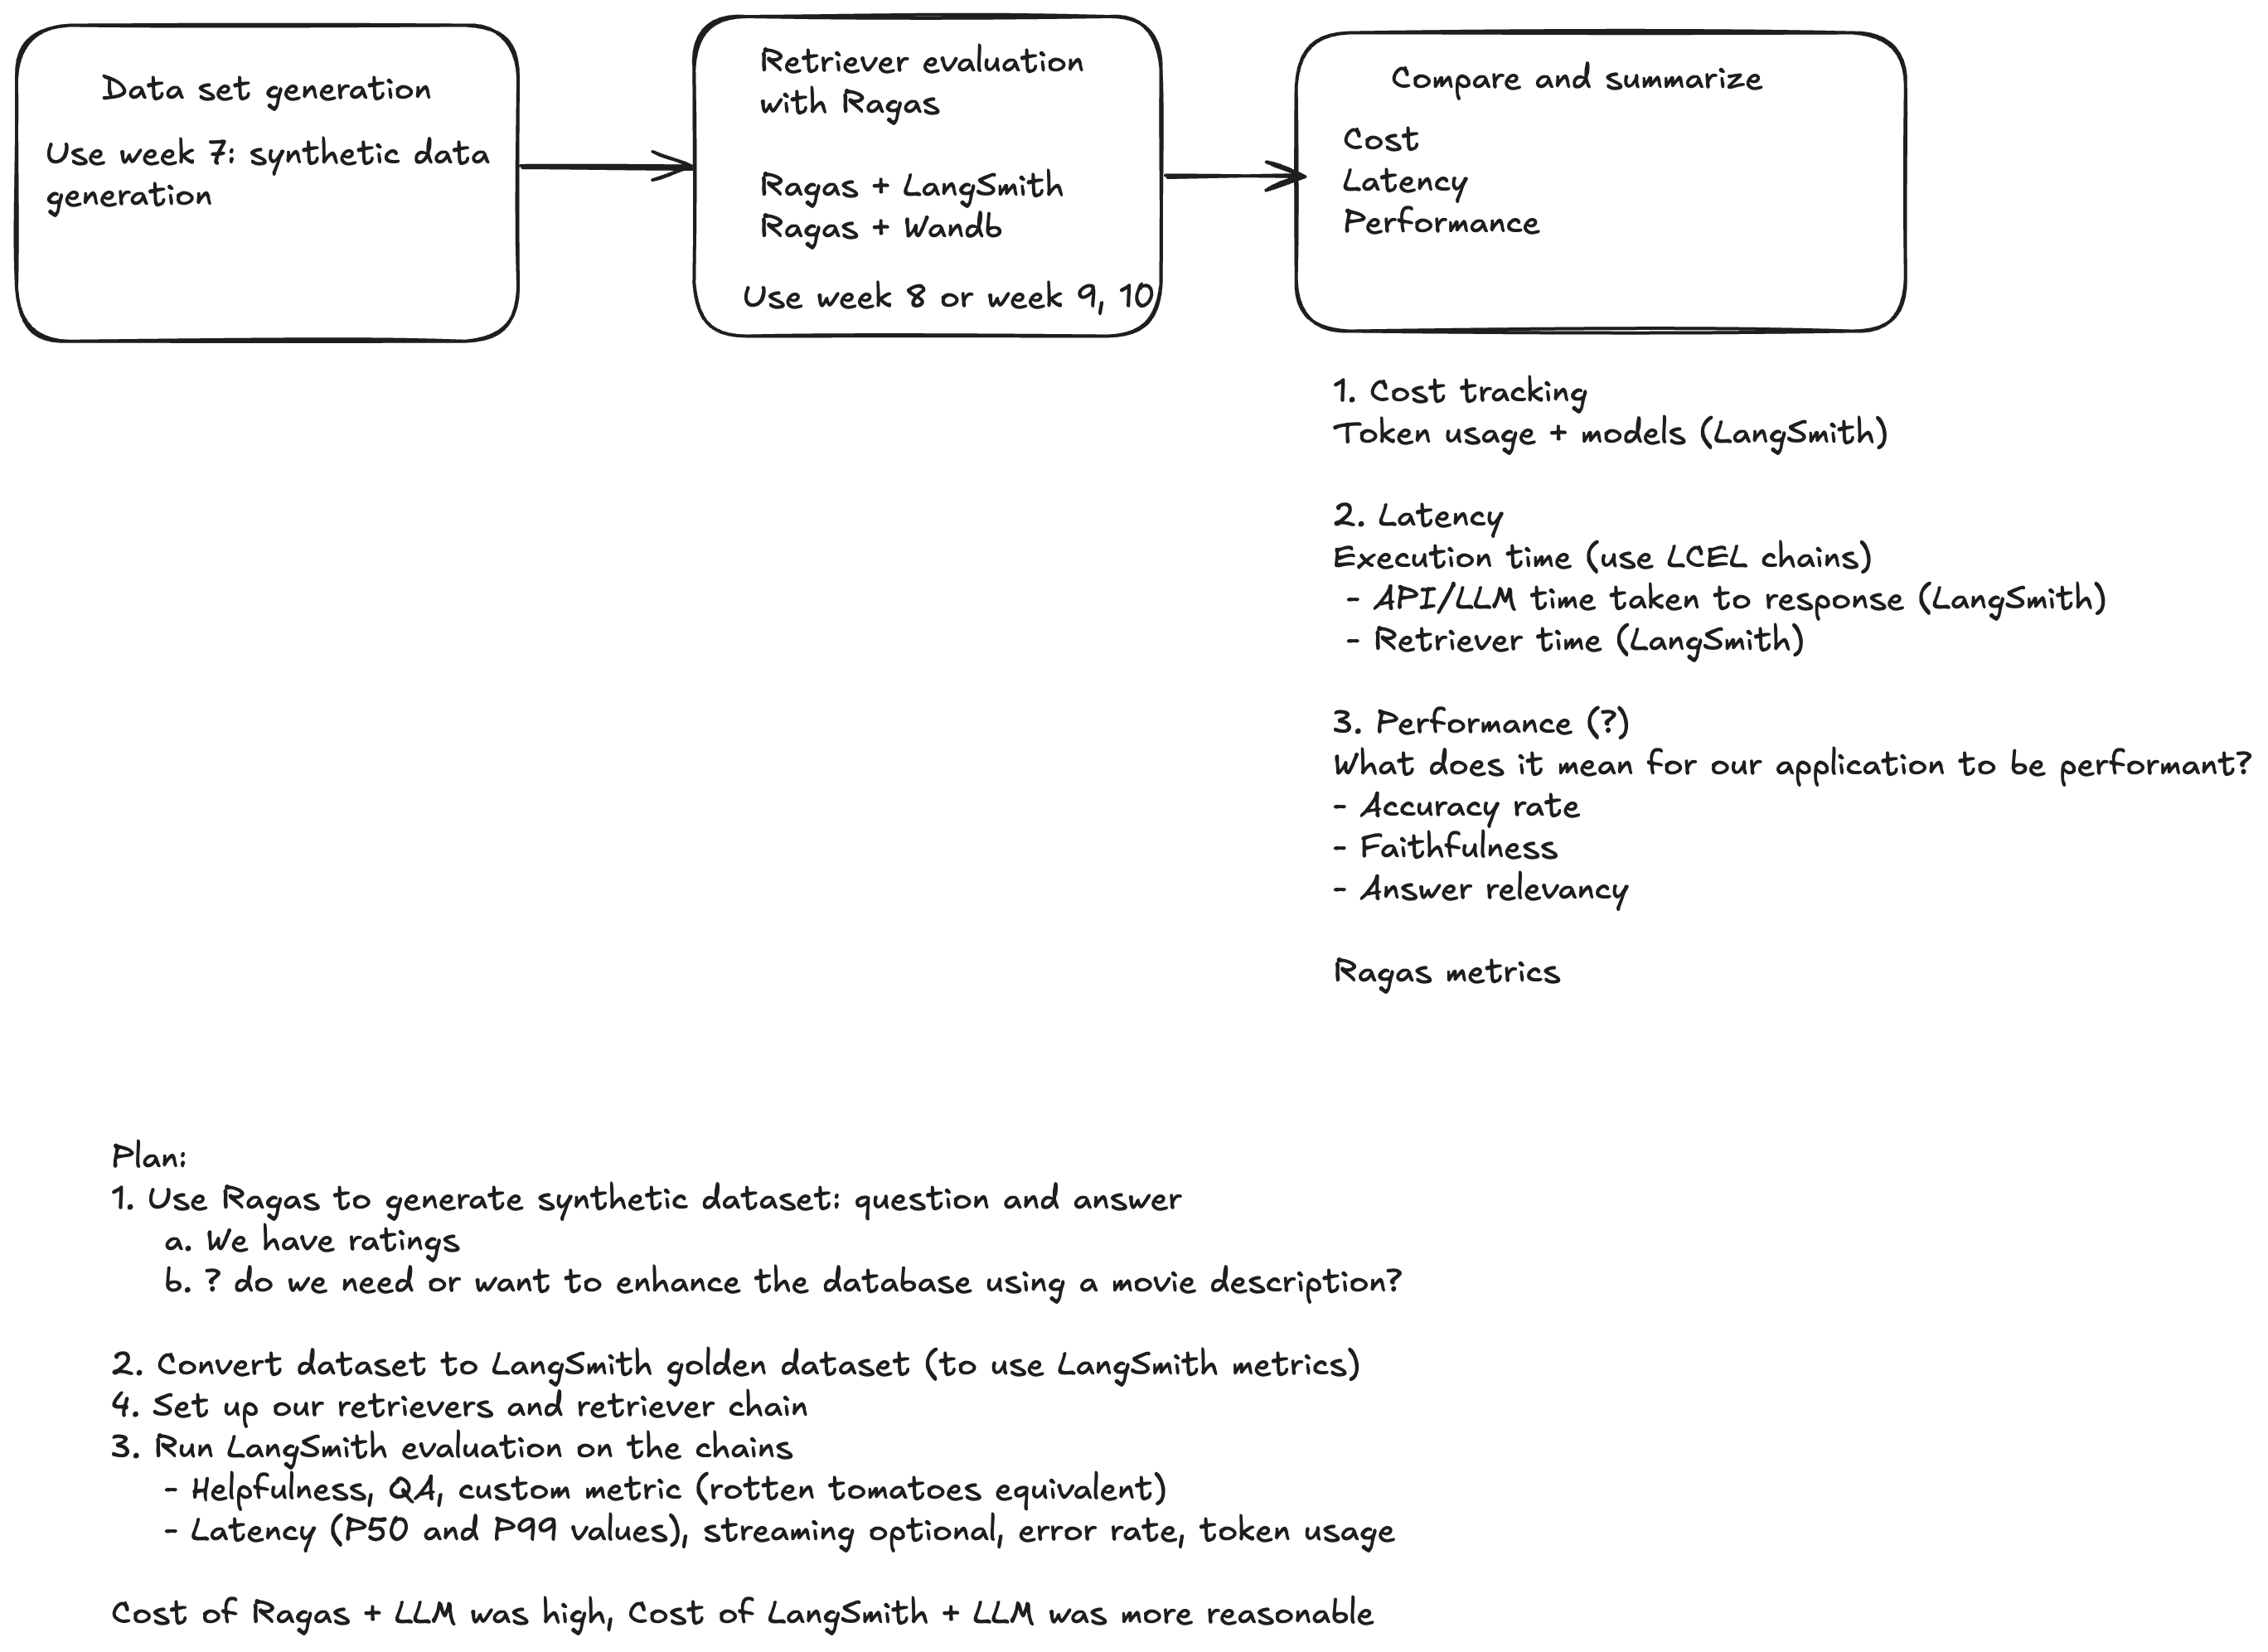 Data set generation
Use week 7: synthetic data
generation
Retriever evaluation
with Ragas
Ragas + LangSmith
Ragas + Wandb
Use week 8 or week 9, 10
Compare and summarize
Cost
Latency
Performance
1. Cost tracking
Token usage + models (LangSmith)
2. Latency
Execution time (use LCEL chains)
- API/LLM time taken to response (LangSmith)
- Retriever time (LangSmith)
3. Performance (?)
What does it mean for our application to be performant?
- Accuracy rate
- Faithfulness
- Answer relevancy
Ragas metrics
Plan:
1. Use Ragas to generate synthetic dataset: question and answer
a. We have ratings
b. ? do we need or want to enhance the database using a movie description?
2. Convert dataset to LangSmith golden dataset (to use LangSmith metrics)
4. Set up our retrievers and retriever chain
3. Run LangSmith evaluation on the chains
- Helpfulness, QA, custom metric (rotten tomatoes equivalent)
- Latency (P50 and P99 values), streaming optional, error rate, token usage
Cost of Ragas + LLM was high, Cost of LangSmith + LLM was more reasonable